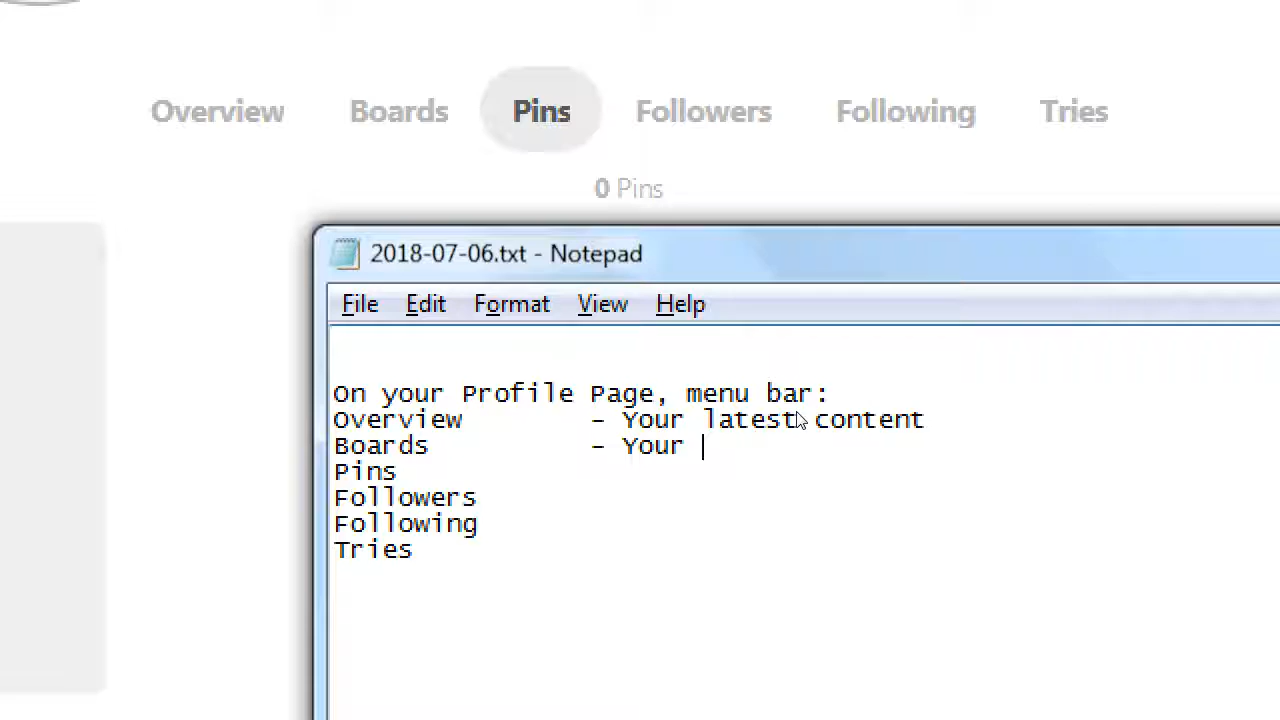 Overview Boards Pins Followers Following Tries
0 Pins
2018-07-06.txt - Notepad
File Edit Format View Help
On your Profile Page, menu bar:
Overview - Your latest content
Boards - Your
Pins
Followers
Following
Tries